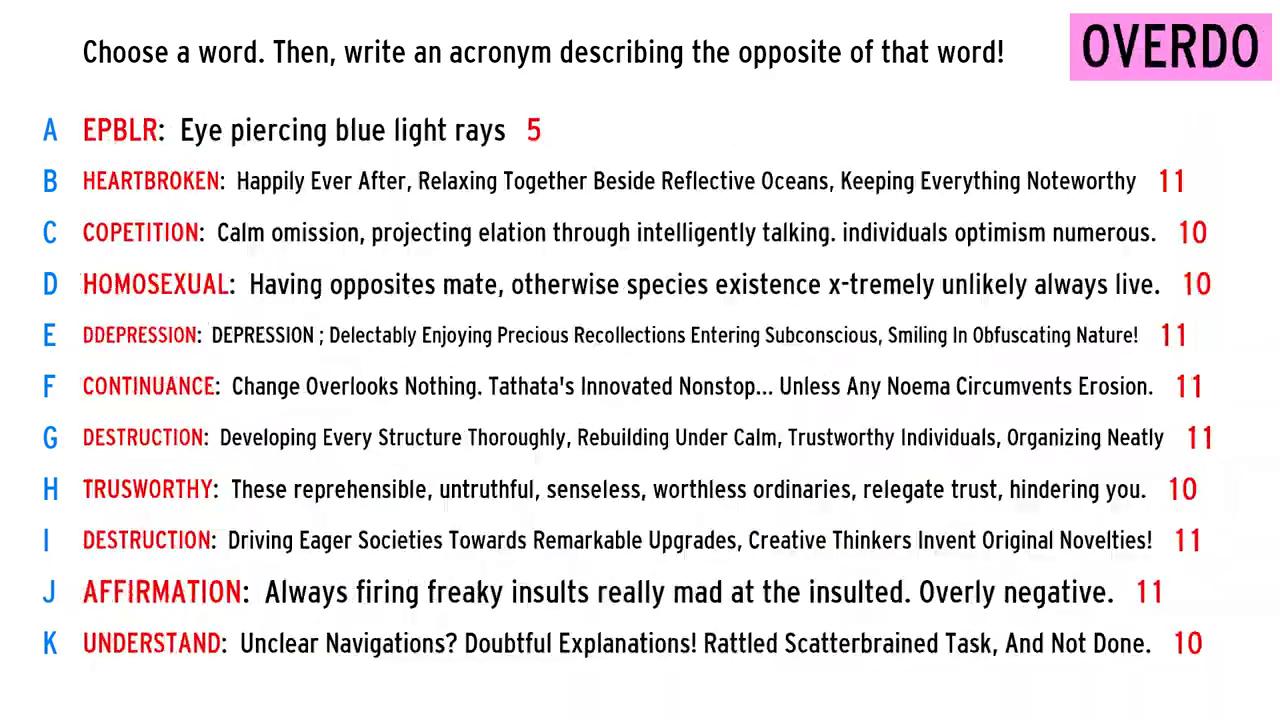 Choose a word. Then, write an acronym describing the opposite of that word!
OVERDO
A EPBLR: Eye piercing blue light rays 5
B HEARTBROKEN: Happily Ever After, Relaxing Together Beside Reflective Oceans, Keeping Everything Noteworthy 11
C COPETITION: Calm omission, projecting elation through intelligently talking. individuals optimism numerous. 10
D HOMOSEXUAL: Having opposites mate, otherwise species existence x-tremely unlikely always live. 10
E DDEPRESSION: DEPRESSION ; Delectably Enjoying Precious Recollections Entering Subconscious, Smiling In Obfuscating Nature! 11
F CONTINUANCE: Change Overlooks Nothing. Tathata's Innovated Nonstop... Unless Any Noema Circumvents Erosion. 11
G DESTRUCTION: Developing Every Structure Thoroughly, Rebuilding Under Calm, Trustworthy Individuals, Organizing Neatly 11
H TRUSWORTHY: These reprehensible, untruthful, senseless, worthless ordinaries, relegate trust, hindering you. 10
I DESTRUCTION: Driving Eager Societies Towards Remarkable Upgrades, Creative Thinkers Invent Original Novelties! 11
J AFFIRMATION: Always firing freaky insults really mad at the insulted. Overly negative. 11
K UNDERSTAND: Unclear Navigations? Doubtful Explanations! Rattled Scatterbrained Task, And Not Done. 10